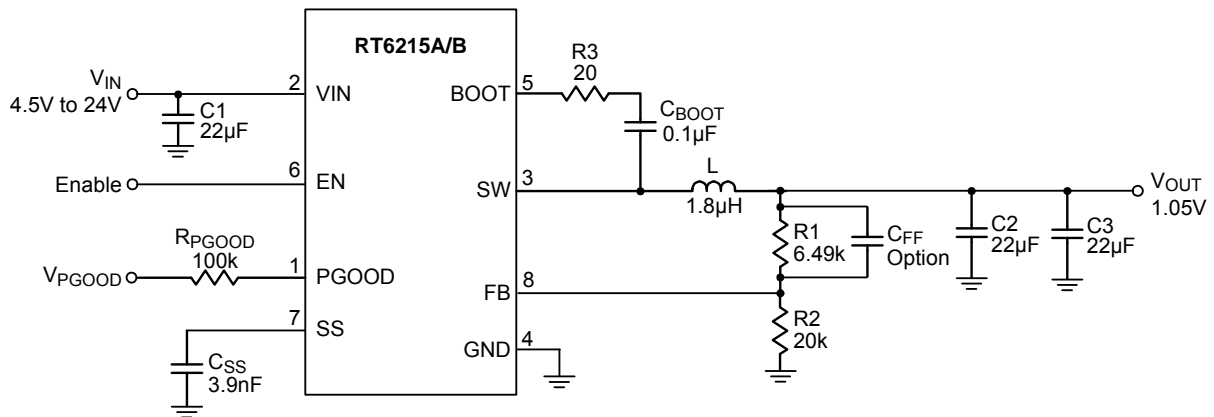 RT6215A/B
VIN
4.5V to 24V
C1
22µF
2
VIN
Enable
6
EN
RPGOOD
100k
VPGOOD
1
PGOOD
7
SS
CSS
3.9nF
BOOT
5
R3
20
CBOOT
0.1µF
SW
3
L
1.8µH
R1
6.49k
CFF
Option
C2
22µF
C3
22µF
VOUT
1.05V
FB
8
R2
20k
GND
4